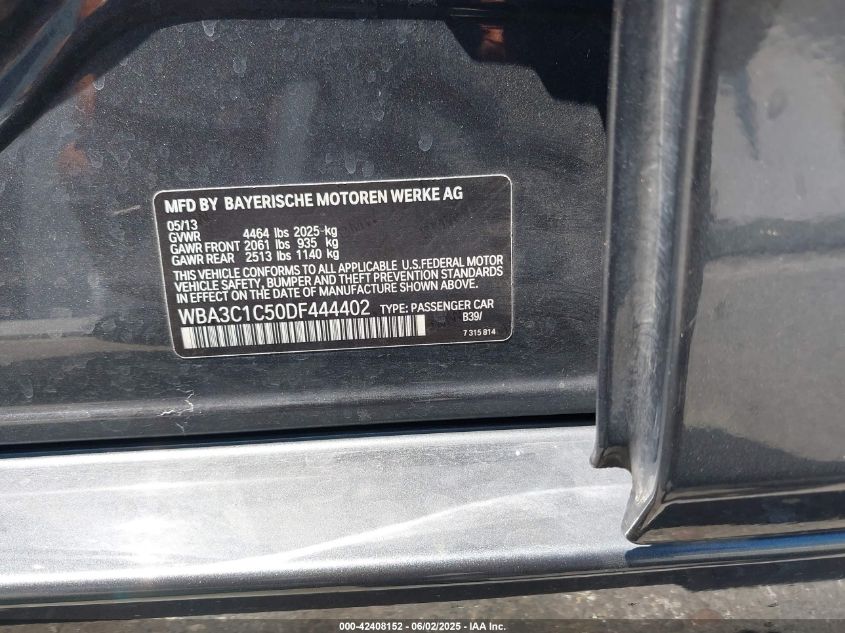 MFD BY BAYERISCHE MOTOREN WERKE AG
05/13
GVWR 4464 lbs 2025 kg
GAWR FRONT 2061 lbs 935 kg
GAWR REAR 2513 lbs 1140 kg
THIS VEHICLE CONFORMS TO ALL APPLICABLE U.S.FEDERAL MOTOR
VEHICLE SAFETY, BUMPER AND THEFT PREVENTION STANDARDS
IN EFFECT ON THE DATE OF MANUFACTURE SHOWN ABOVE.
WBA3C1C50DF444402 TYPE: PASSENGER CAR
B39/
7 315 814
000-42408152 - 06/02/2025 - IAA Inc.